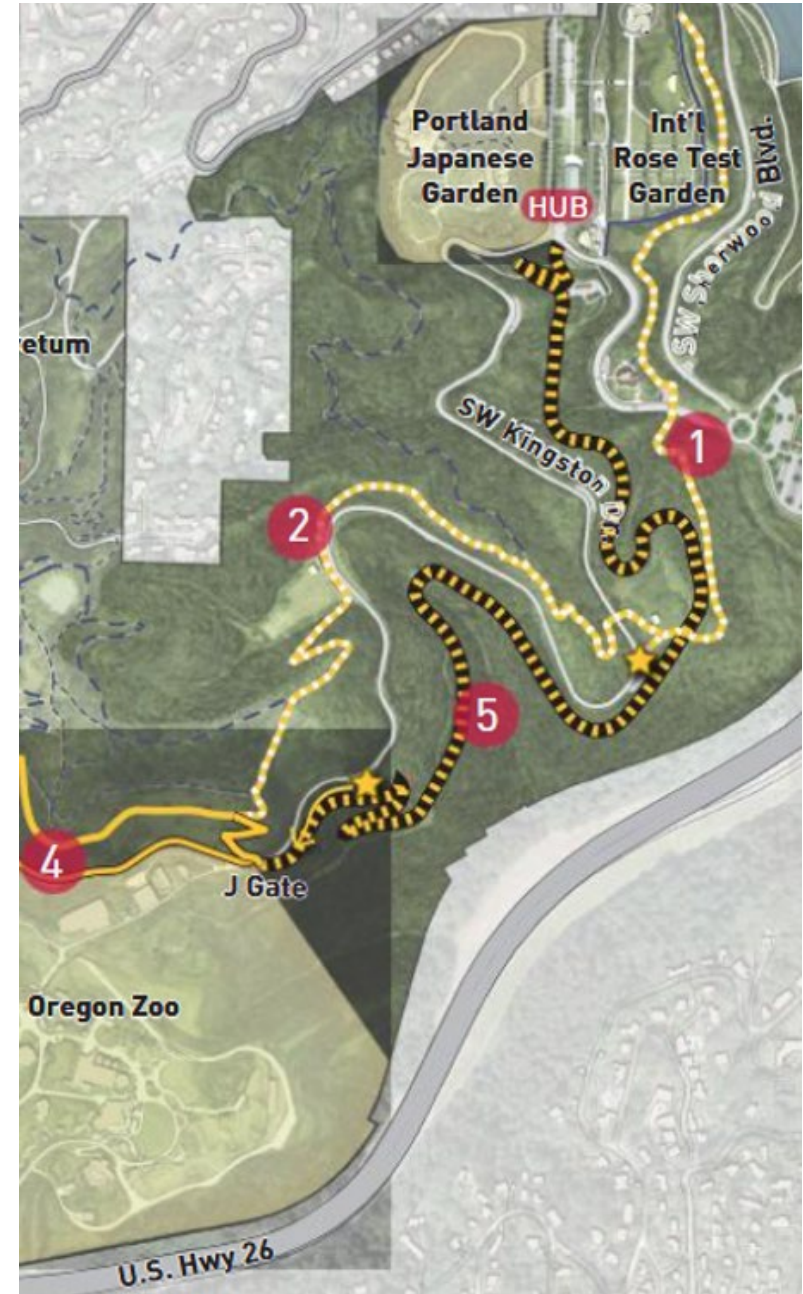 Portland
Japanese
Garden
HUB
Int'l
Rose Test
Garden
SW Sherwood Blvd.
etum
SW Kingston Dr.
1
2
5
4
J Gate
Oregon Zoo
U.S. Hwy 26